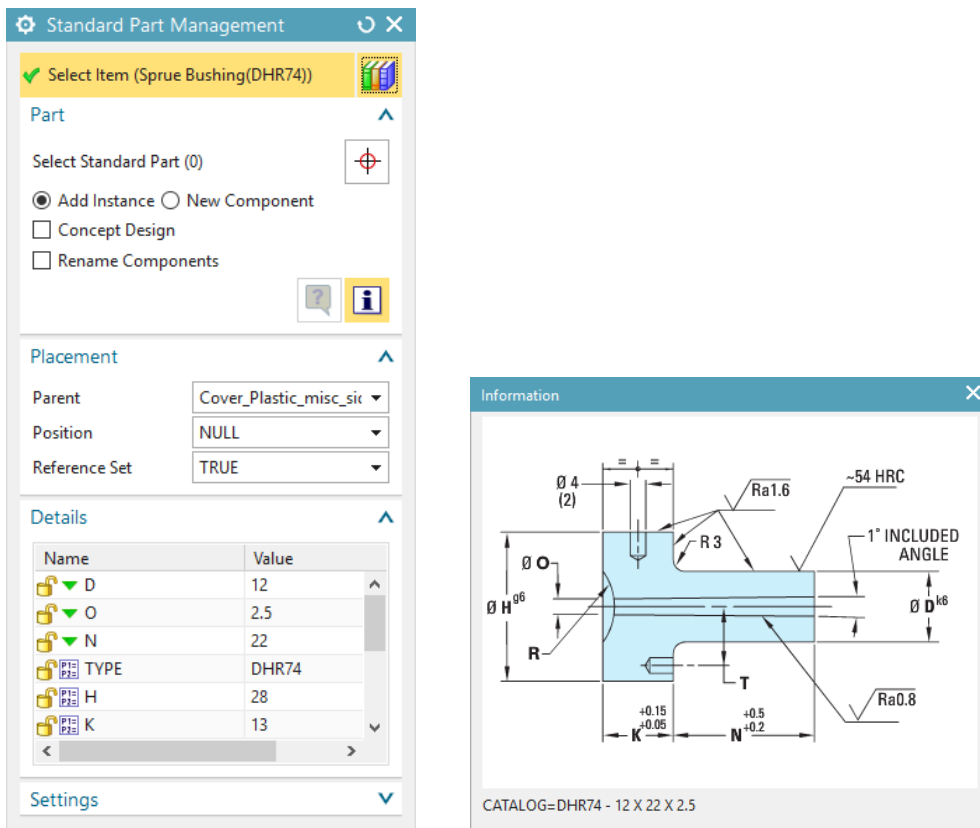 Standard Part Management
Select Item (Sprue Bushing(DHR74))
Part
Select Standard Part (0)
Add Instance New Component
Concept Design
Rename Components
Placement
Parent Cover_Plastic_misc_sic
Position NULL
Reference Set TRUE
Details
Name Value
D 12
O 2.5
N 22
TYPE DHR74
H 28
K 13
Settings
Information
= =
Ø 4
(2)
Ra1.6
~54 HRC
R 3
1° INCLUDED
ANGLE
Ø O
Ø H g6
Ø D k6
R
T
Ra0.8
K +0.15 +0.05
N +0.5 +0.2
CATALOG=DHR74 - 12 X 22 X 2.5